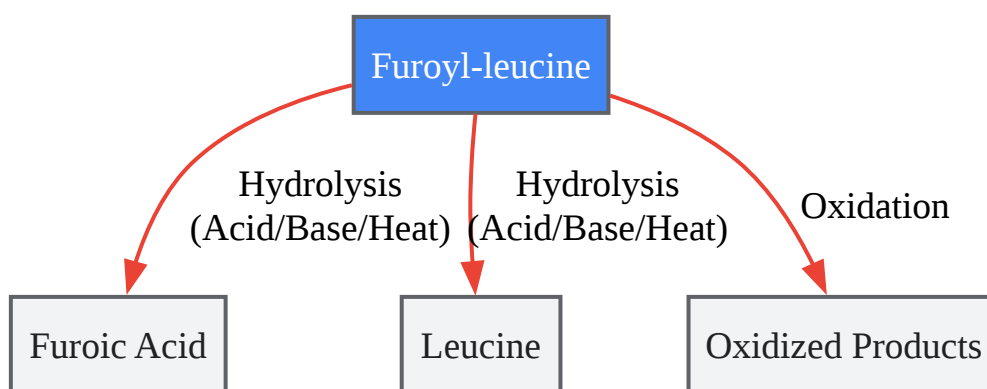 Furoyl-leucine
Hydrolysis
(Acid/Base/Heat)
Hydrolysis
(Acid/Base/Heat)
Oxidation
Furoic Acid
Leucine
Oxidized Products